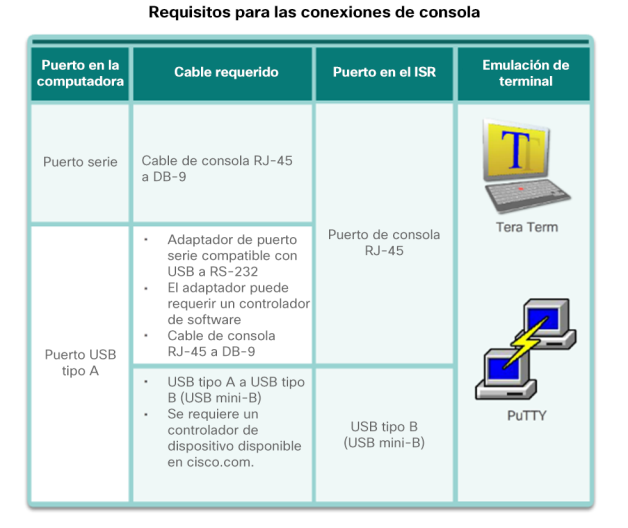 Requisitos para las conexiones de consola
Puerto en la
computadora
Cable requerido
Puerto en el ISR
Emulación de
terminal
Puerto serie
Cable de consola RJ-45
a DB-9
Puerto de consola
RJ-45
T
Tera Term
Puerto USB
tipo A
• Adaptador de puerto
serie compatible con
USB a RS-232
• El adaptador puede
requerir un controlador
de software
• Cable de consola
RJ-45 a DB-9
• USB tipo A a USB tipo
B (USB mini-B)
• Se requiere un
controlador de
dispositivo disponible
en cisco.com.
USB tipo B
(USB mini-B)
PuTTY